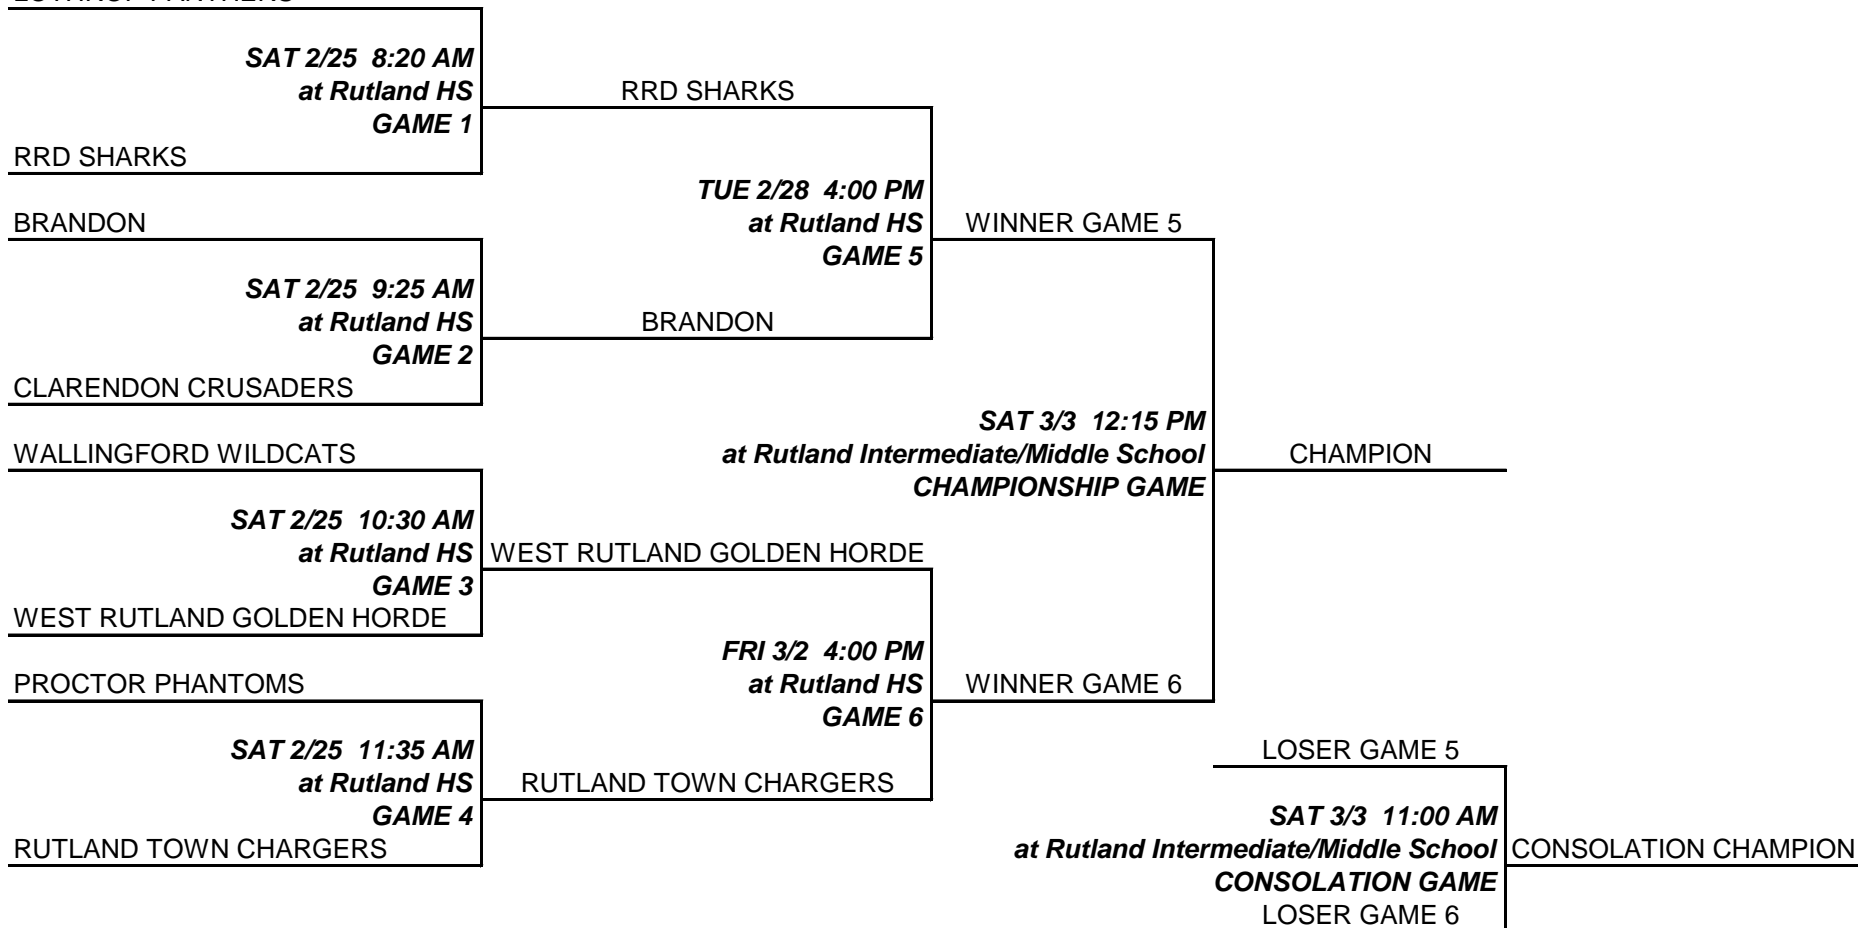 LOTHROP PANTHERS
SAT 2/25 8:20 AM
at Rutland HS
GAME 1
RRD SHARKS
BRANDON
SAT 2/25 9:25 AM
at Rutland HS
GAME 2
CLARENDON CRUSADERS
WALLINGFORD WILDCATS
SAT 2/25 10:30 AM
at Rutland HS
GAME 3
WEST RUTLAND GOLDEN HORDE
PROCTOR PHANTOMS
SAT 2/25 11:35 AM
at Rutland HS
GAME 4
RUTLAND TOWN CHARGERS
RRD SHARKS
TUE 2/28 4:00 PM
at Rutland HS
GAME 5
BRANDON
WEST RUTLAND GOLDEN HORDE
FRI 3/2 4:00 PM
at Rutland HS
GAME 6
RUTLAND TOWN CHARGERS
WINNER GAME 5
SAT 3/3 12:15 PM
at Rutland Intermediate/Middle School
CHAMPIONSHIP GAME
WINNER GAME 6
CHAMPION
LOSER GAME 5
SAT 3/3 11:00 AM
at Rutland Intermediate/Middle School
CONSOLATION GAME
LOSER GAME 6
CONSOLATION CHAMPION